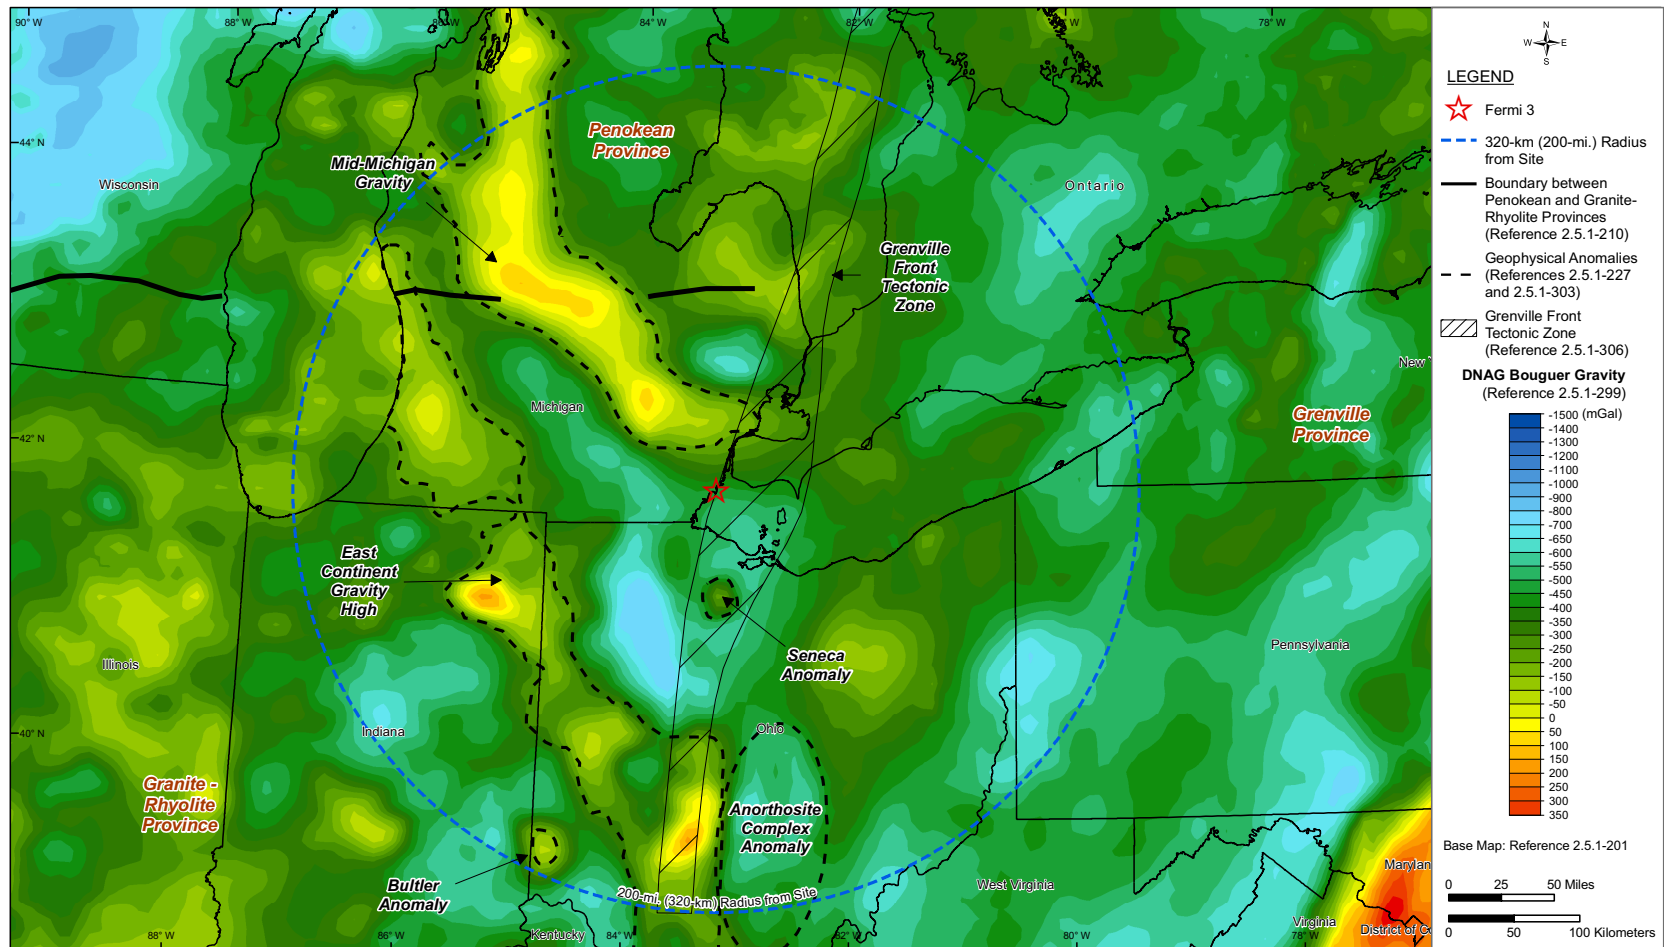 90° W
88° W
86° W
84° W
82° W
78° W
44° N
Wisconsin
Penokean
Province
Mid-Michigan
Gravity
Ontario
Grenville
Front
Tectonic
Zone
Michigan
42° N
New
Grenville
Province
East
Continent
Gravity
High
Illinois
Seneca
Anomaly
Pennsylvania
Indiana
Ohio
40° N
Granite -
Rhyolite
Province
Anorthosite
Complex
Anomaly
Bultler
Anomaly
200-mi. (320-km) Radius from Site
West Virginia
Virginia
Marylan
District of Co
Kentucky
88° W
86° W
84° W
82° W
80° W
78° W
N
W E
S
LEGEND
Fermi 3
320-km (200-mi.) Radius
from Site
Boundary between
Penokean and Granite-
Rhyolite Provinces
(Reference 2.5.1-210)
Geophysical Anomalies
(References 2.5.1-227
and 2.5.1-303)
Grenville Front
Tectonic Zone
(Reference 2.5.1-306)
DNAG Bouguer Gravity
(Reference 2.5.1-299)
-1500 (mGal)
-1400
-1300
-1200
-1100
-1000
-900
-800
-700
-650
-600
-550
-500
-450
-400
-350
-300
-250
-200
-150
-100
-50
0
50
100
150
200
250
300
350
Base Map: Reference 2.5.1-201
0 25 50 Miles
0 50 100 Kilometers